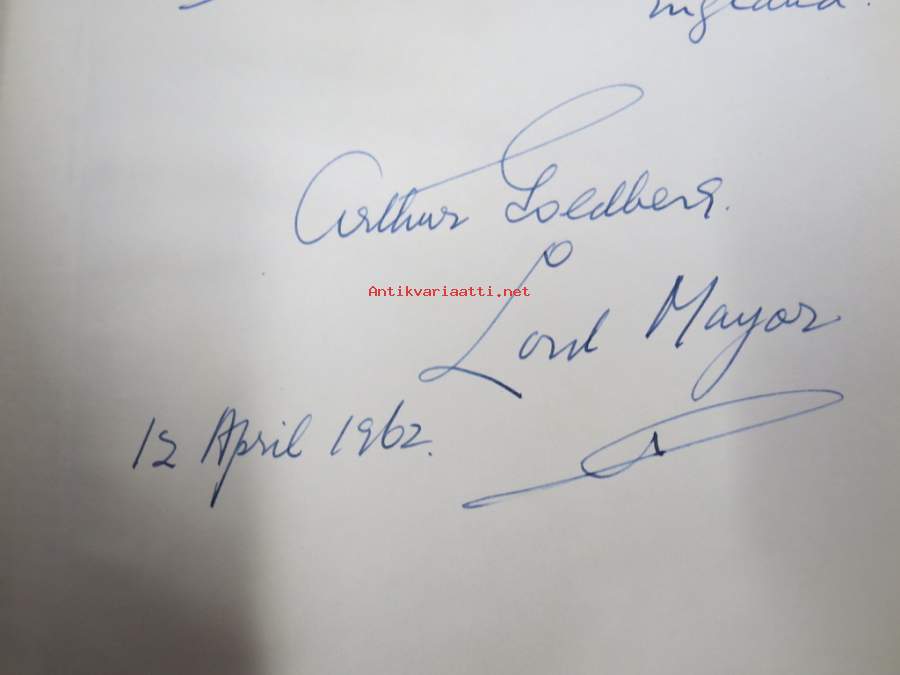 England.
Arthur Goldberg.
Antikvariaatti.net
Lord Mayor
12 April 1962.